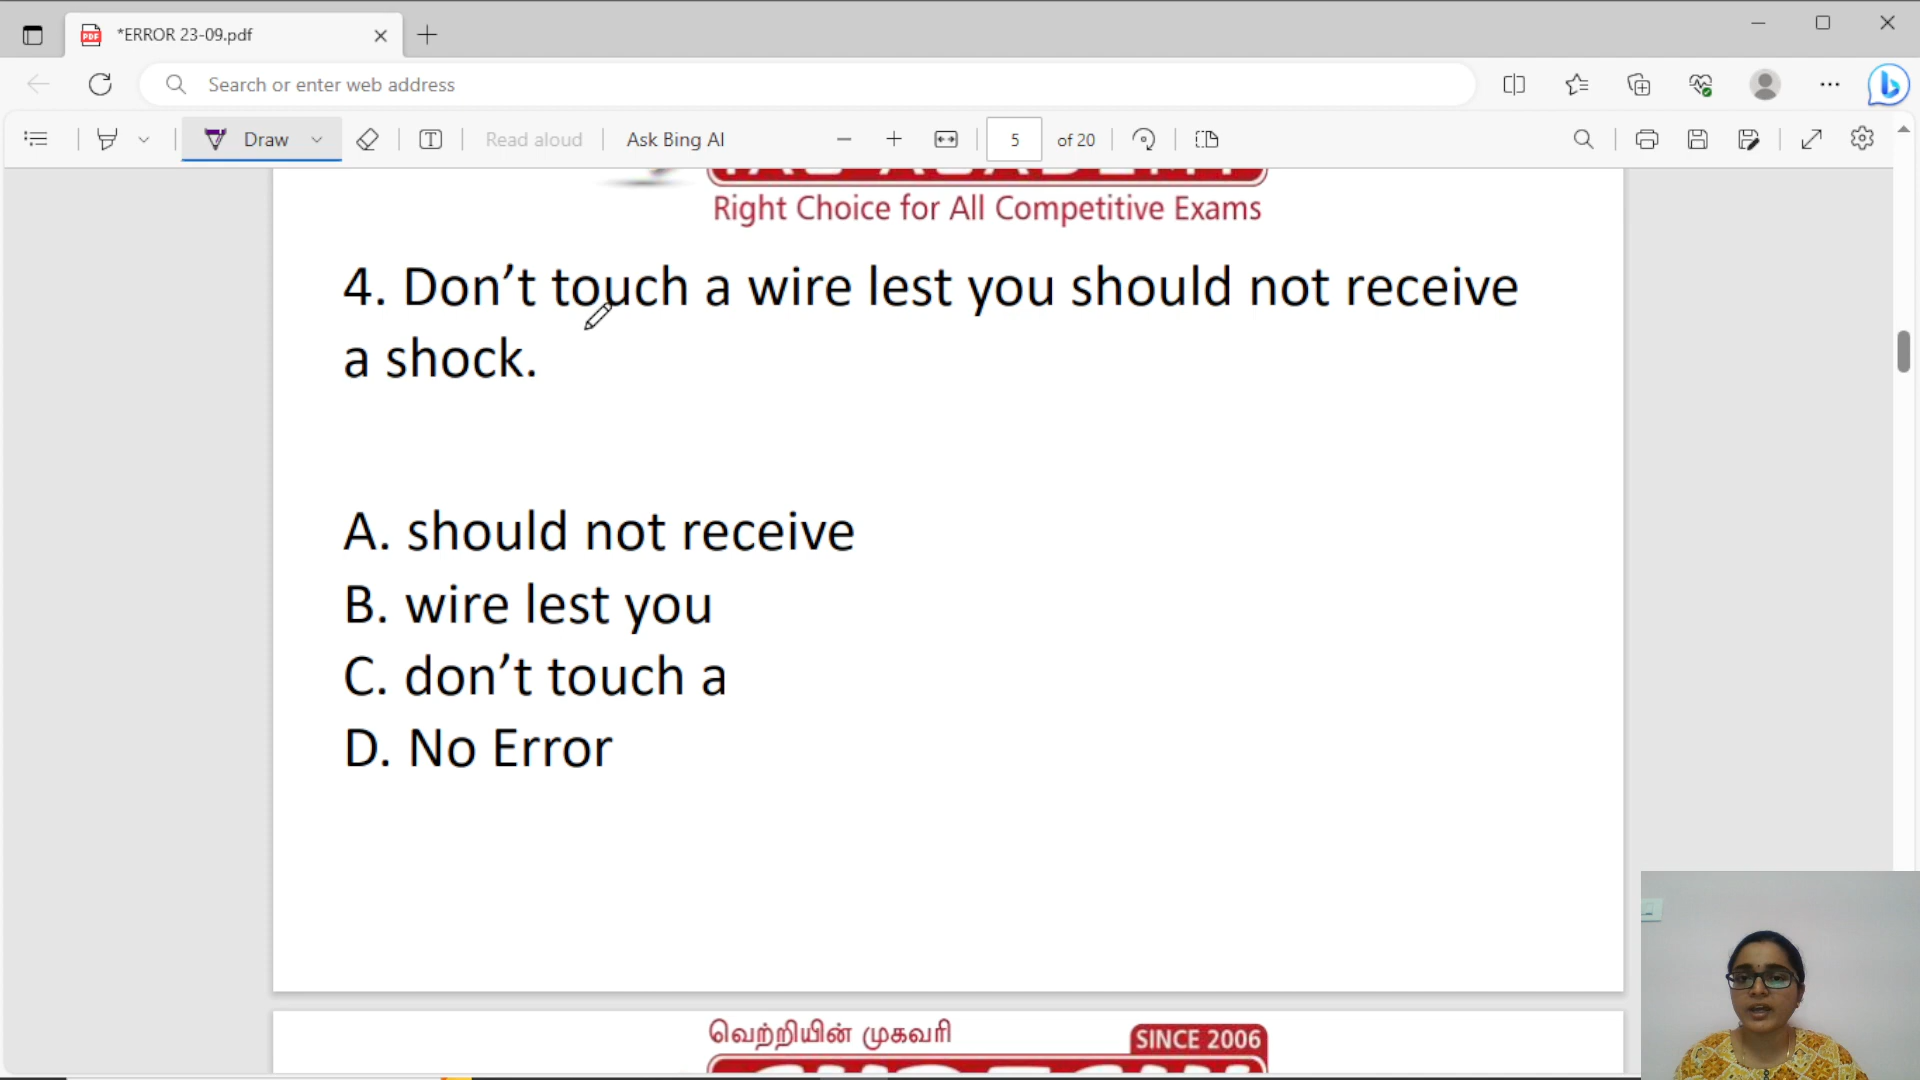 *ERROR 23-09.pdf
Search or enter web address
Draw
Read aloud
Ask Bing AI
5
of 20
Right Choice for All Competitive Exams
4. Don’t touch a wire lest you should not receive
a shock.
A. should not receive
B. wire lest you
C. don’t touch a
D. No Error
வெற்றியின் முகவரி
SINCE 2006